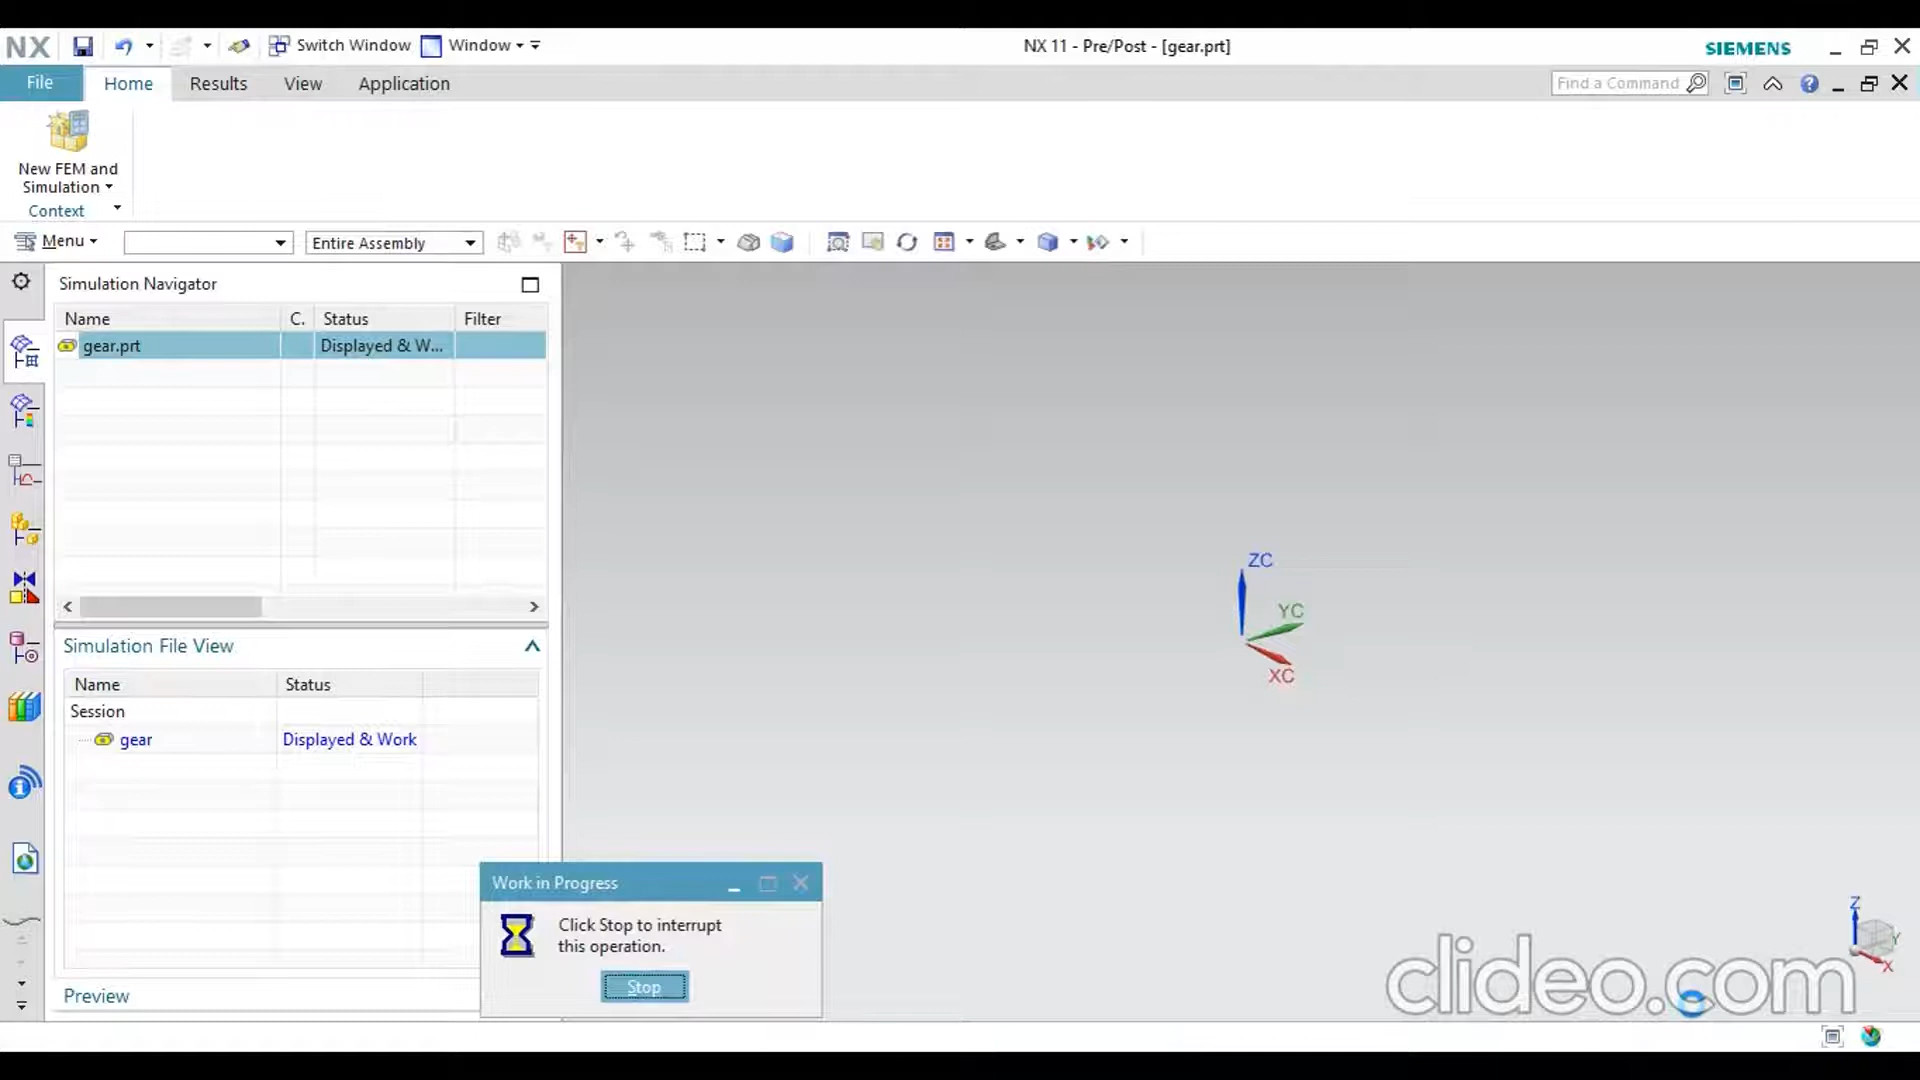 NX Switch Window Window NX 11 - Pre/Post - [gear.prt] SIEMENS
File Home Results View Application Find a Command
New FEM and
Simulation
Context
Menu Entire Assembly
Simulation Navigator
Name C. Status Filter
gear.prt Displayed & W...
ZC
YC
XC
Simulation File View
Name Status
Session
gear Displayed & Work
Work in Progress
Click Stop to interrupt
this operation.
Stop
Preview
Z
Y
X
clideo.com